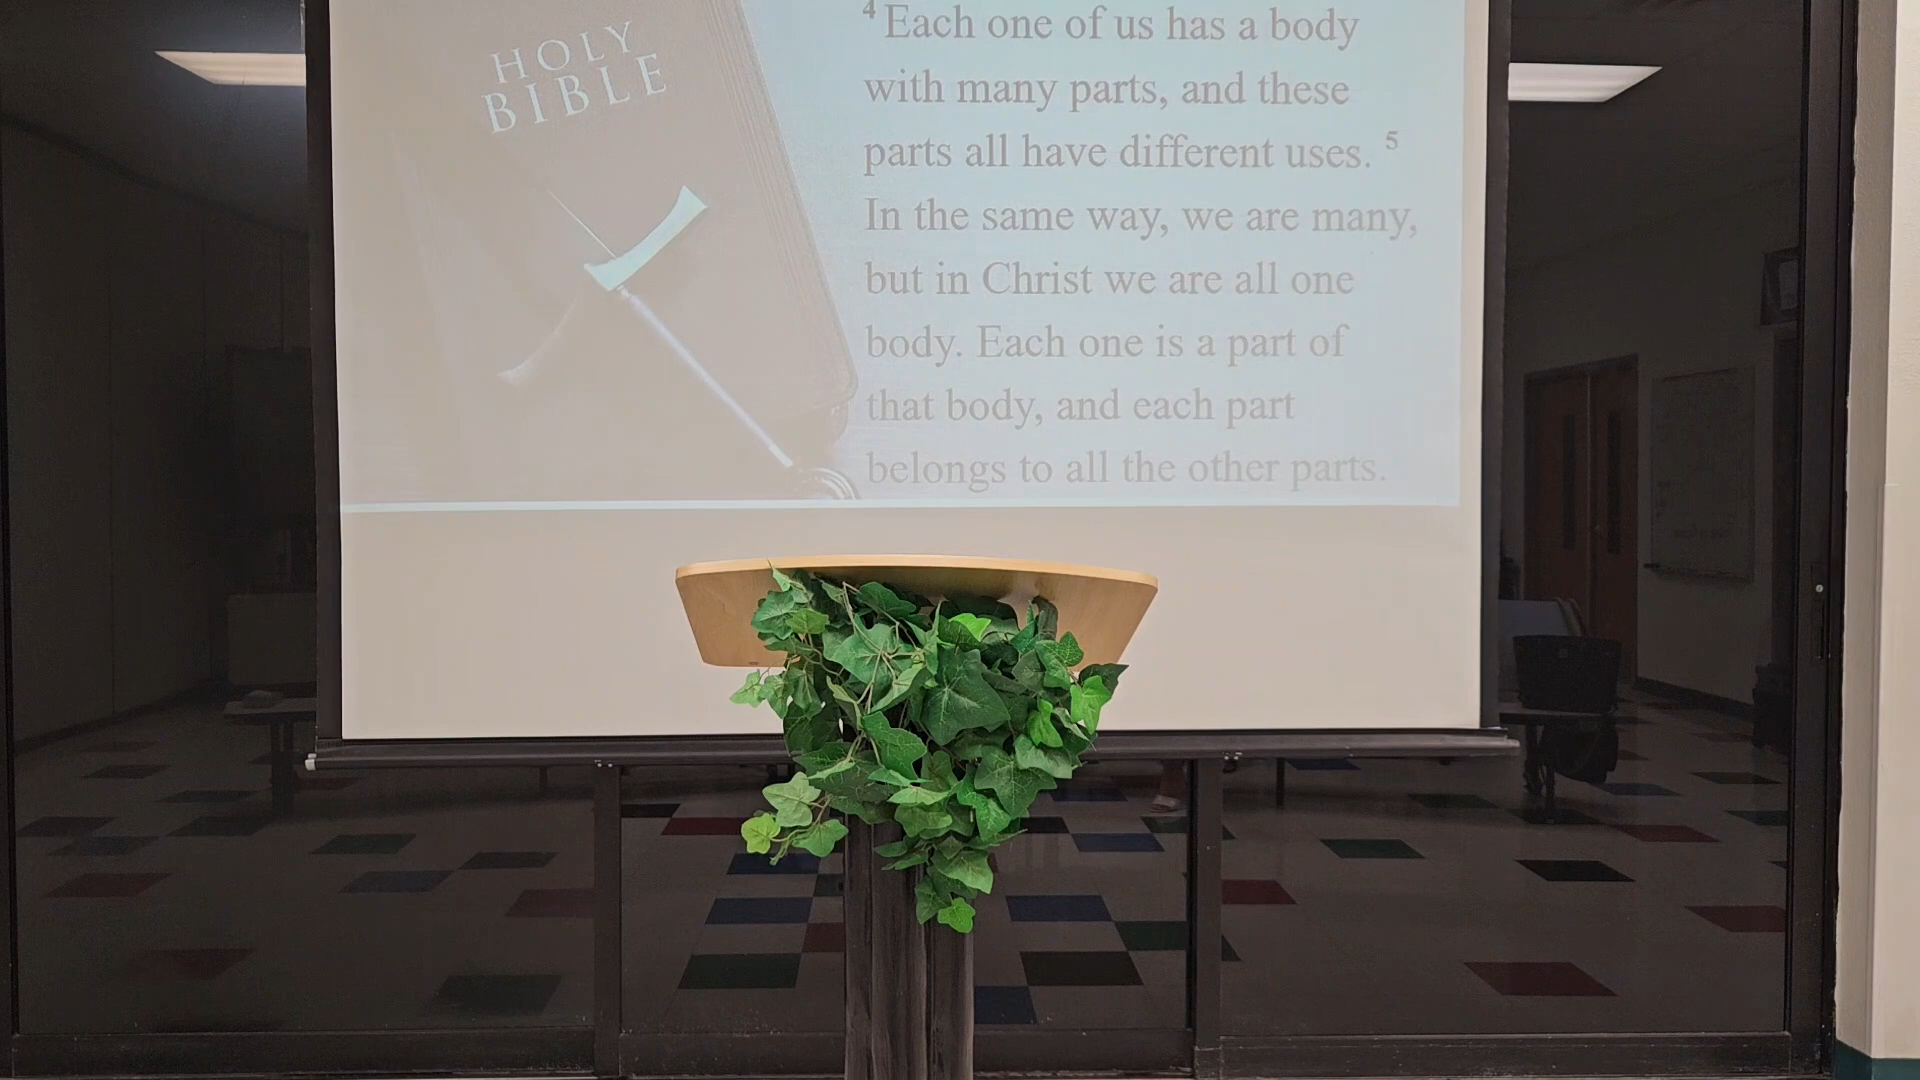 HOLY
BIBLE
4 Each one of us has a body
with many parts, and these
parts all have different uses. 5
In the same way, we are many,
but in Christ we are all one
body. Each one is a part of
that body, and each part
belongs to all the other parts.